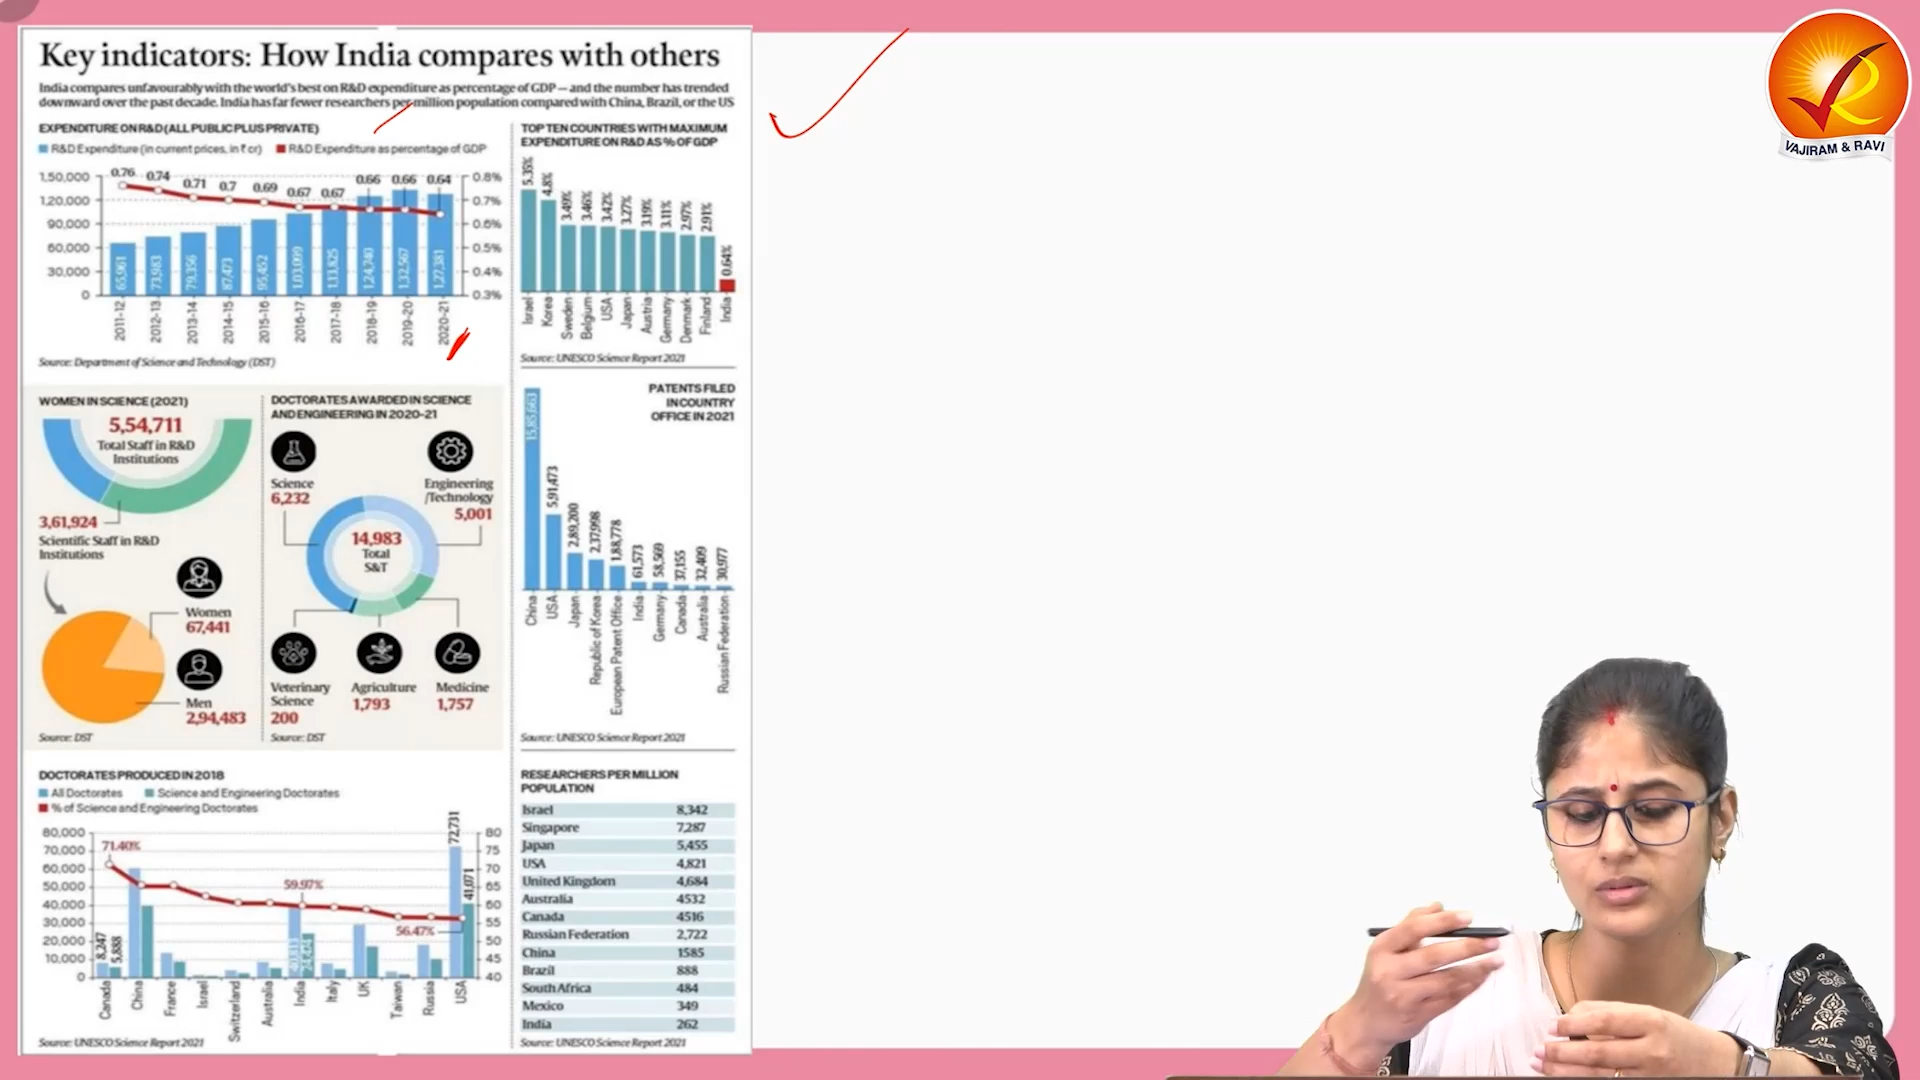 Key indicators: How India compares with others
India compares unfavourably with the world's best on R&D expenditure as percentage of GDP — and the number has trended
downward over the past decade. India has far fewer researchers per million population compared with China, Brazil, or the US
EXPENDITURE ON R&D (ALL PUBLIC PLUS PRIVATE)
R&D Expenditure (in current prices, in ₹ cr)
R&D Expenditure as percentage of GDP
1,50,000
1,20,000
90,000
60,000
30,000
0
0.76
0.74
0.71
0.7
0.69
0.67
0.67
0.66
0.66
0.64
0.8%
0.7%
0.6%
0.5%
0.4%
0.3%
65,961
73,983
79,356
87,473
95,452
1,03,099
1,13,825
1,24,740
1,32,567
1,27,381
2011-12
2012-13
2013-14
2014-15
2015-16
2016-17
2017-18
2018-19
2019-20
2020-21
Source: Department of Science and Technology (DST)
TOP TEN COUNTRIES WITH MAXIMUM
EXPENDITURE ON R&D AS % OF GDP
5.35%
4.8%
3.49%
3.46%
3.42%
3.27%
3.19%
3.11%
2.97%
2.91%
0.64%
Israel
Korea
Sweden
Belgium
USA
Japan
Austria
Germany
Denmark
Finland
India
Source: UNESCO Science Report 2021
WOMEN IN SCIENCE (2021)
5,54,711
Total Staff in R&D
Institutions
3,61,924
Scientific Staff in R&D
Institutions
Women
67,441
Men
2,94,483
Source: DST
DOCTORATES AWARDED IN SCIENCE
AND ENGINEERING IN 2020-21
Science
6,232
Engineering
/Technology
5,001
14,983
Total
S&T
Veterinary
Science
200
Agriculture
1,793
Medicine
1,757
Source: DST
PATENTS FILED
IN COUNTRY
OFFICE IN 2021
15,85,663
5,91,473
2,89,200
2,37,998
1,88,778
61,573
58,569
37,155
32,409
30,977
China
USA
Japan
Republic of Korea
European Patent Office
India
Germany
Canada
Australia
Russian Federation
Source: UNESCO Science Report 2021
DOCTORATES PRODUCED IN 2018
All Doctorates
Science and Engineering Doctorates
% of Science and Engineering Doctorates
80,000
70,000
60,000
50,000
40,000
30,000
20,000
10,000
0
71.40%
59.97%
56.47%
8,247
5,888
40,813
24,474
72,731
41,071
80
75
70
65
60
55
50
45
40
Canada
China
France
Israel
Switzerland
Australia
India
Italy
UK
Taiwan
Russia
USA
Source: UNESCO Science Report 2021
RESEARCHERS PER MILLION
POPULATION
Israel 8,342
Singapore 7,287
Japan 5,455
USA 4,821
United Kingdom 4,684
Australia 4532
Canada 4516
Russian Federation 2,722
China 1585
Brazil 888
South Africa 484
Mexico 349
India 262
Source: UNESCO Science Report 2021
VAJIRAM & RAVI